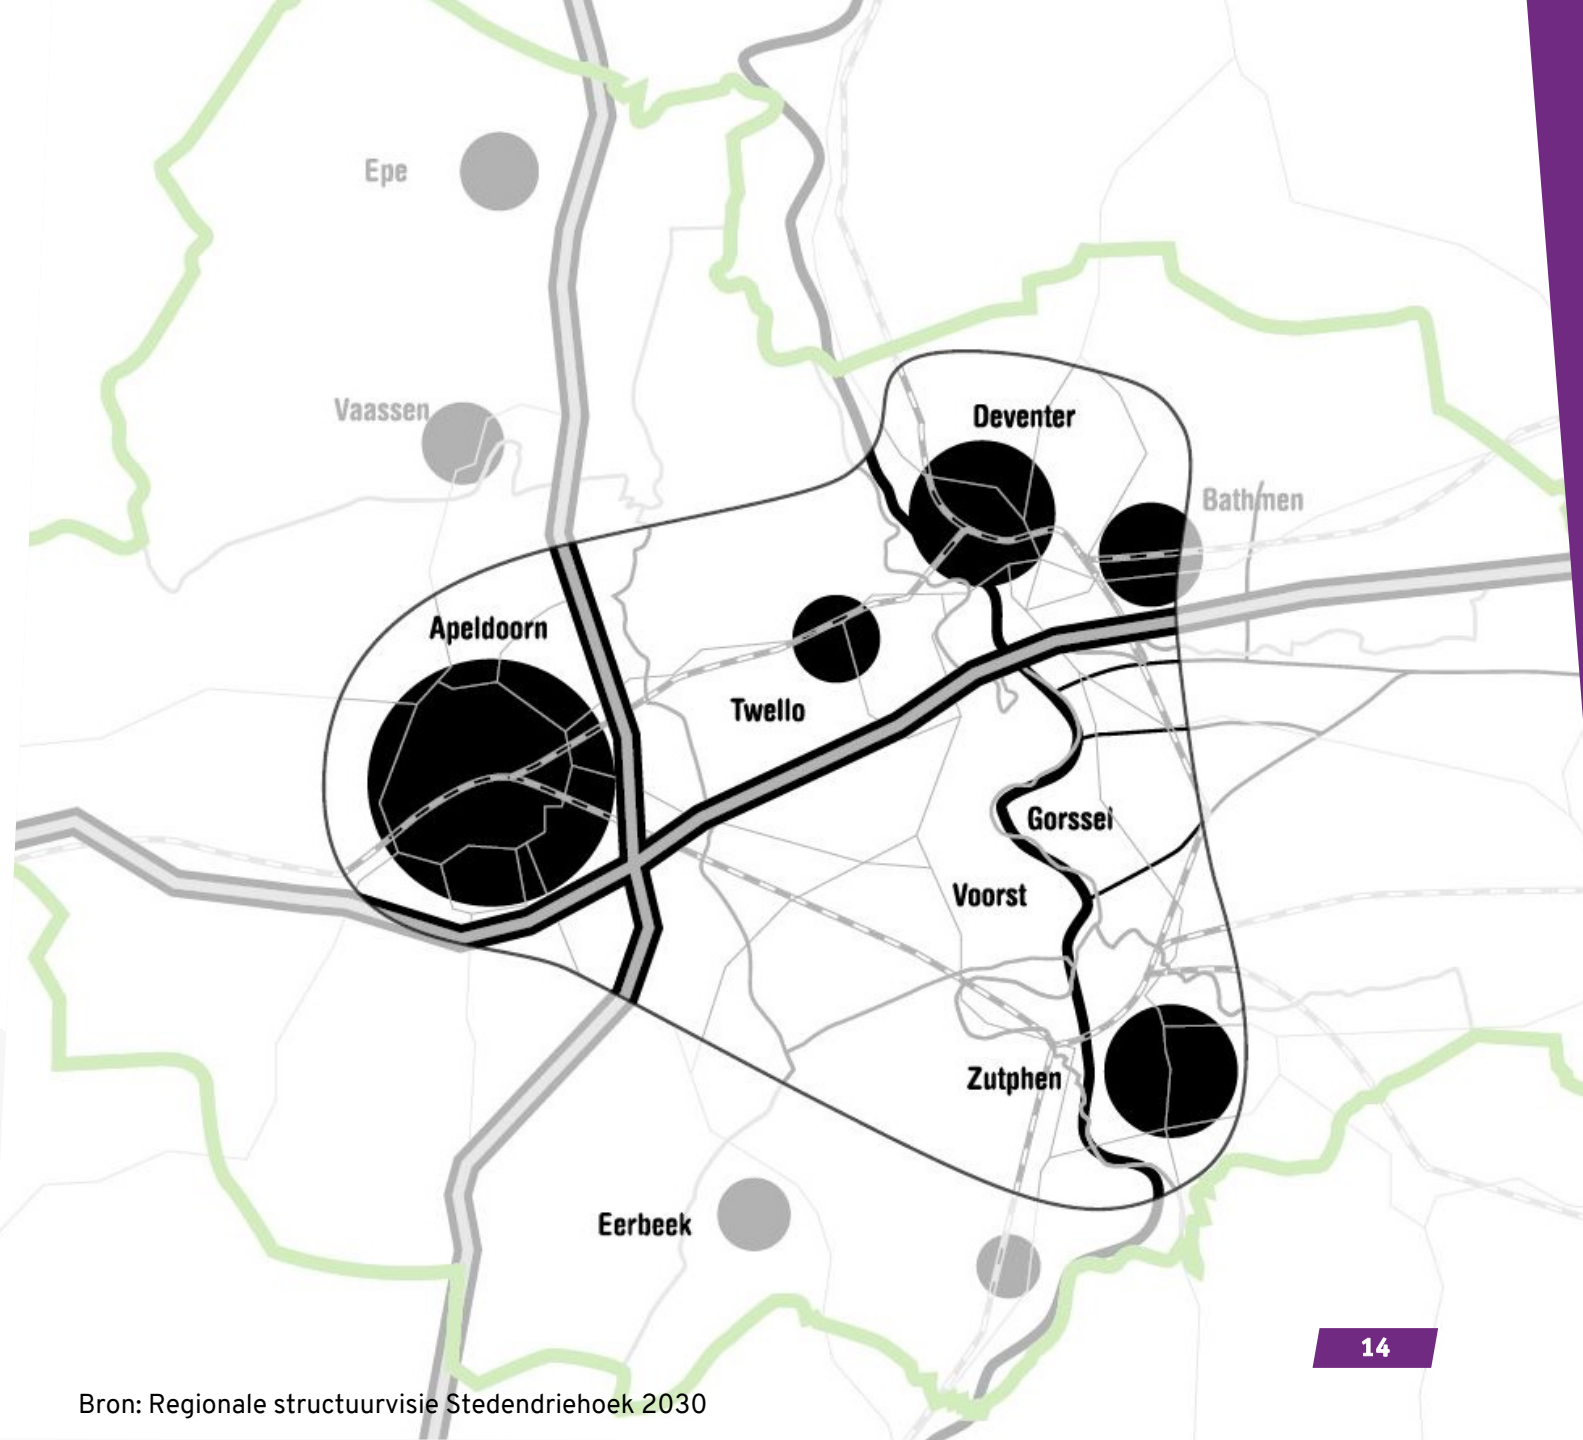 Epe
Vaassen
Deventer
Bathmen
Apeldoorn
Twello
Gorssel
Voorst
Zutphen
Eerbeek
14
Bron: Regionale structuurvisie Stedendriehoek 2030